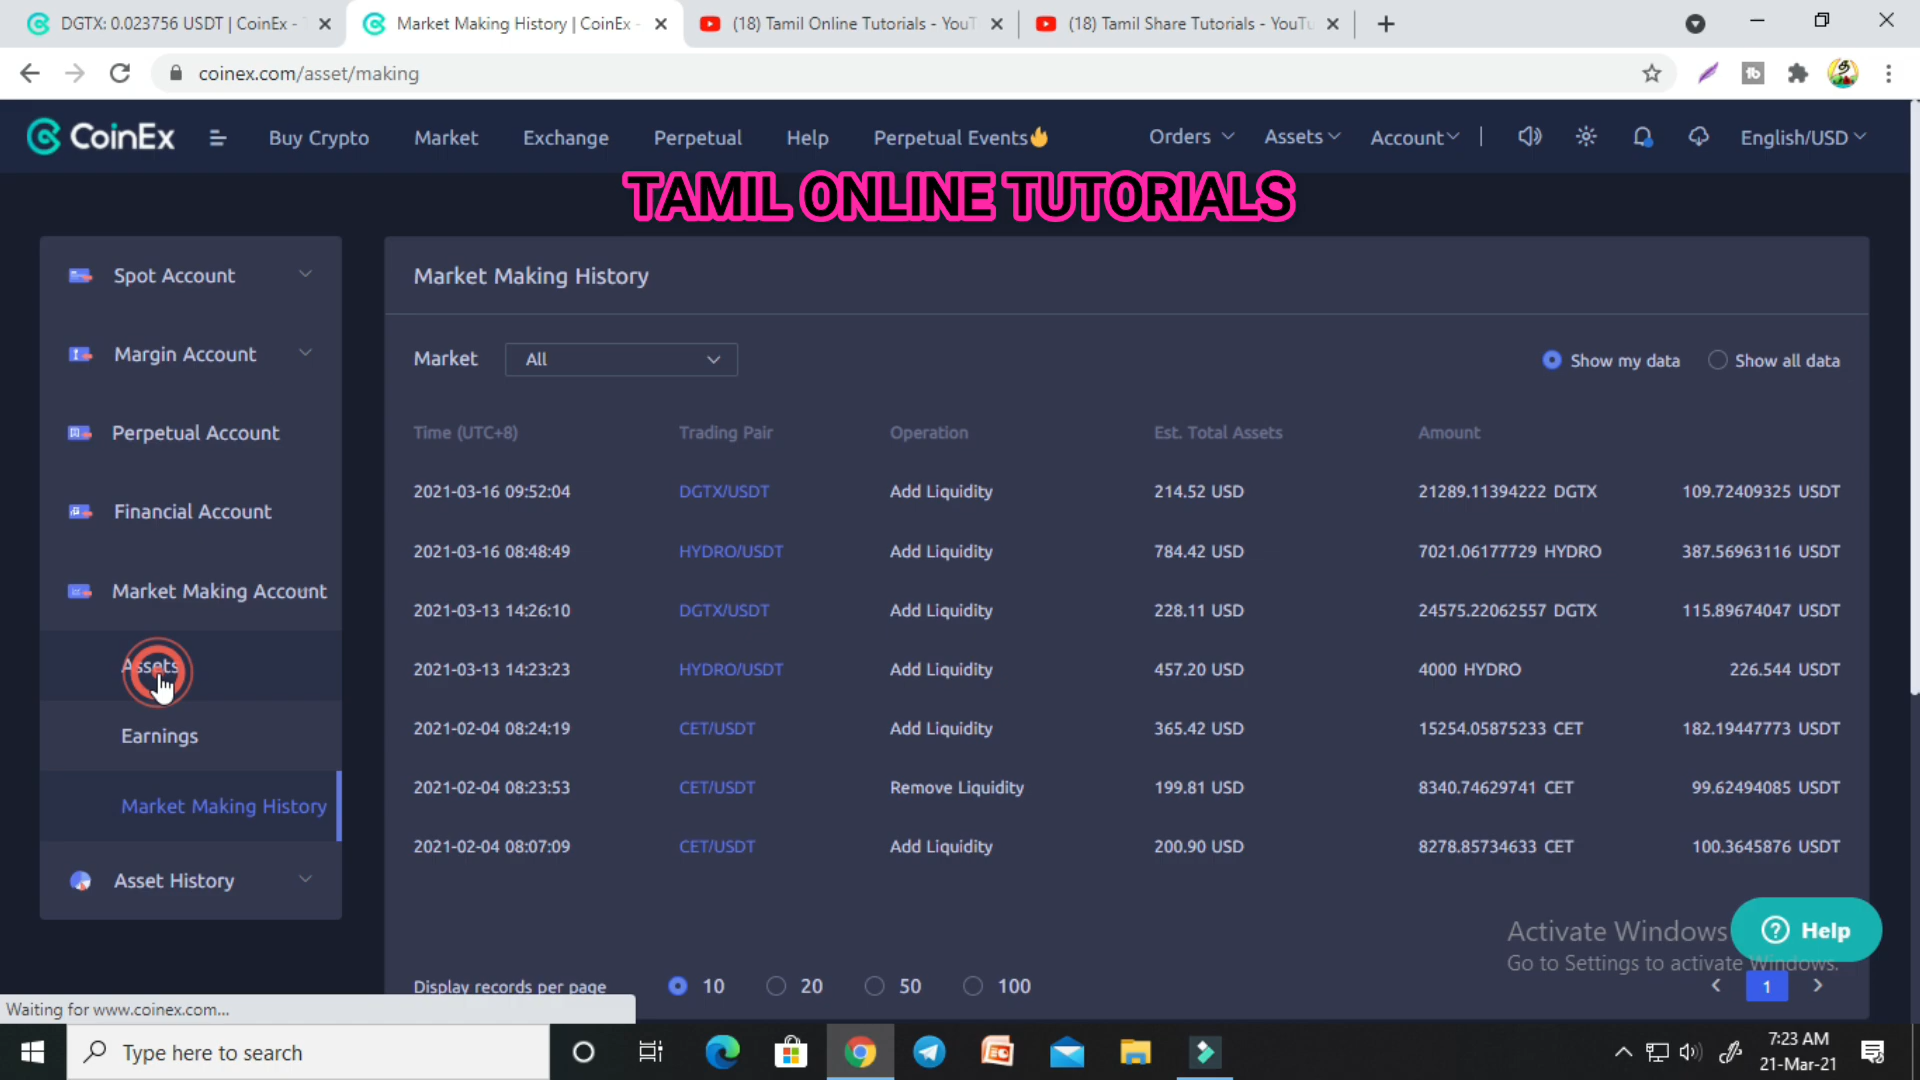 DGTX: 0.023756 USDT | CoinEx -
Market Making History | CoinEx -
(18) Tamil Online Tutorials - YouT
(18) Tamil Share Tutorials - YouTu
coinex.com/asset/making
CoinEx
Buy Crypto
Market
Exchange
Perpetual
Help
Perpetual Events
Orders
Assets
Account
English/USD
TAMIL ONLINE TUTORIALS
Spot Account
Margin Account
Perpetual Account
Financial Account
Market Making Account
Assets
Earnings
Market Making History
Asset History
Market Making History
Market All
Show my data Show all data
Time (UTC+8) Trading Pair Operation Est. Total Assets Amount
2021-03-16 09:52:04 DGTX/USDT Add Liquidity 214.52 USD 21289.11394222 DGTX 109.72409325 USDT
2021-03-16 08:48:49 HYDRO/USDT Add Liquidity 784.42 USD 7021.06177729 HYDRO 387.56963116 USDT
2021-03-13 14:26:10 DGTX/USDT Add Liquidity 228.11 USD 24575.22062557 DGTX 115.89674047 USDT
2021-03-13 14:23:23 HYDRO/USDT Add Liquidity 457.20 USD 4000 HYDRO 226.544 USDT
2021-02-04 08:24:19 CET/USDT Add Liquidity 365.42 USD 15254.05875233 CET 182.19447773 USDT
2021-02-04 08:23:53 CET/USDT Remove Liquidity 199.81 USD 8340.74629741 CET 99.62494085 USDT
2021-02-04 08:07:09 CET/USDT Add Liquidity 200.90 USD 8278.85734633 CET 100.3645876 USDT
Activate Windows
Go to Settings to activate Windows.
Help
Display records per page 10 20 50 100
1
Waiting for www.coinex.com...
Type here to search
7:23 AM
21-Mar-21